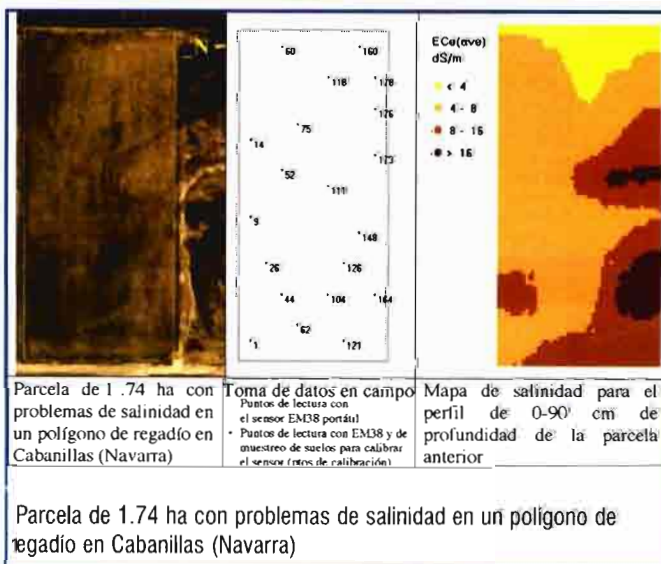 60
160
118
178
176
75
14
173
52
111
9
148
26
126
44
104
164
62
1
121
ECe(ave)
dS/m
< 4
4 - 8
8 - 16
> 16
Parcela de 1.74 ha con
problemas de salinidad en
un polígono de regadío en
Cabanillas (Navarra)
Toma de datos en campo
Puntos de lectura con
el sensor EM38 portátil
• Puntos de lectura con EM38 y de
muestreo de suelos para calibrar
el sensor (ptos de calibración)
Mapa de salinidad para el
perfil de 0-90 cm de
profundidad de la parcela
anterior
Parcela de 1.74 ha con problemas de salinidad en un polígono de
regadío en Cabanillas (Navarra)